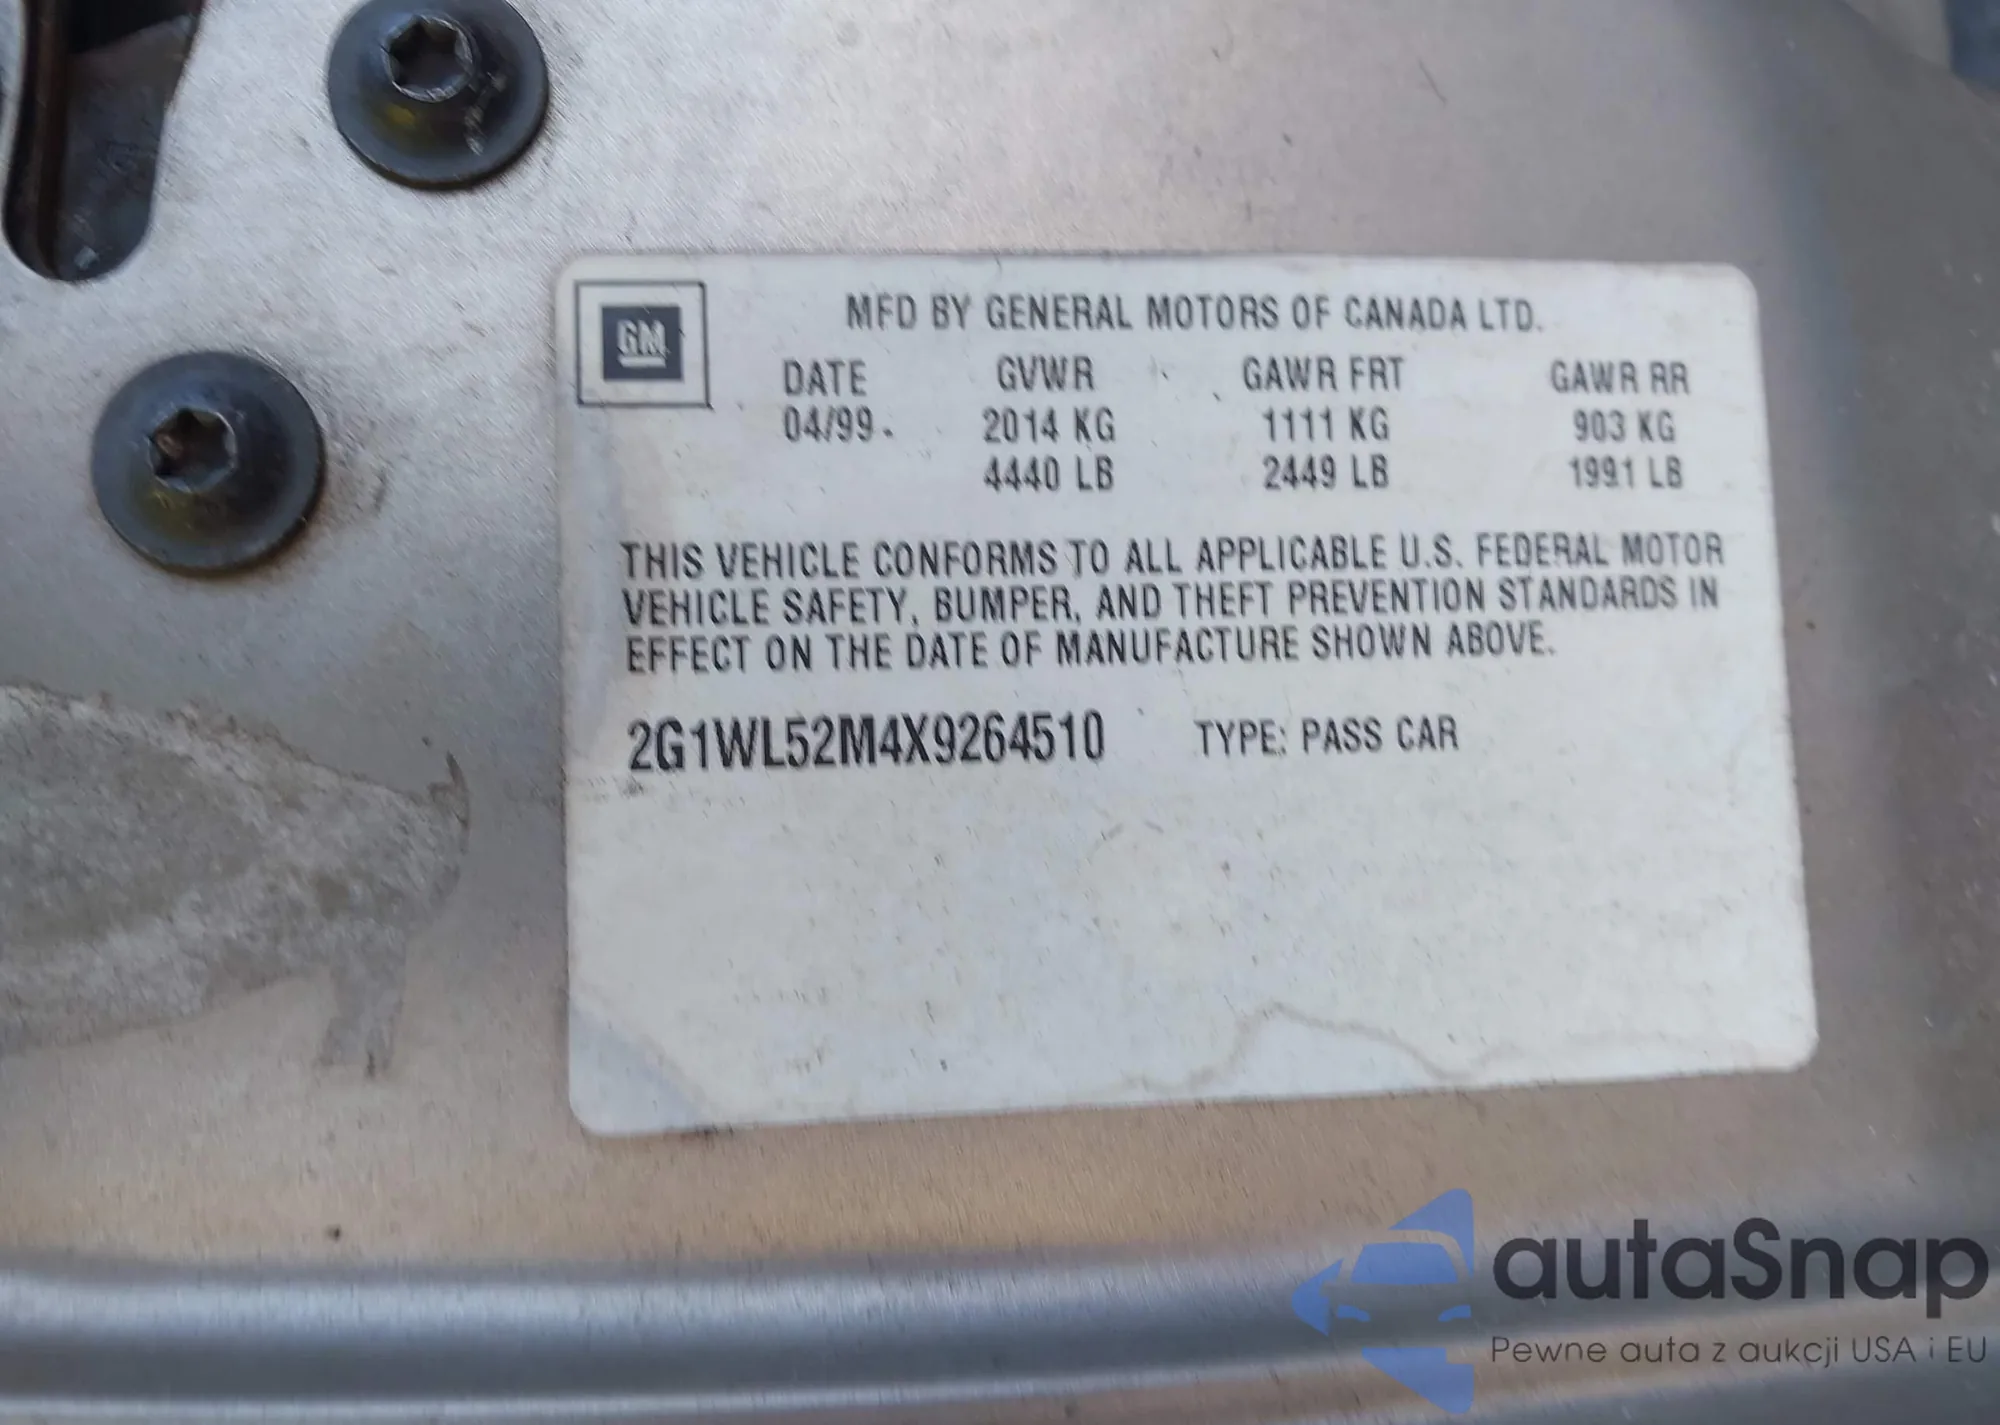 GM
MFD BY GENERAL MOTORS OF CANADA LTD.
DATE GVWR GAWR FRT GAWR RR
04/99 2014 KG 1111 KG 903 KG
4440 LB 2449 LB 1991 LB
THIS VEHICLE CONFORMS TO ALL APPLICABLE U.S. FEDERAL MOTOR
VEHICLE SAFETY, BUMPER, AND THEFT PREVENTION STANDARDS IN
EFFECT ON THE DATE OF MANUFACTURE SHOWN ABOVE.
2G1WL52M4X9264510 TYPE: PASS CAR
autaSnap
Pewne auta z aukcji USA i EU